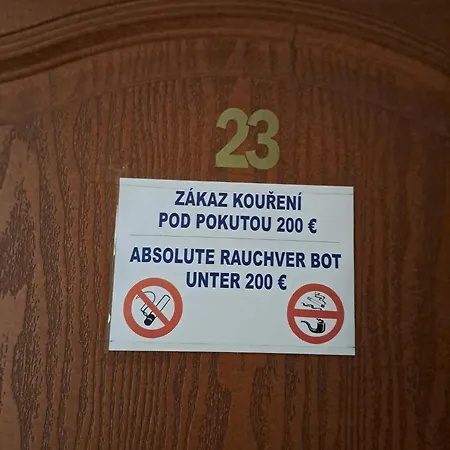 23
ZÁKAZ KOUŘENÍ
POD POKUTOU 200 €
ABSOLUTE RAUCHVER BOT
UNTER 200 €